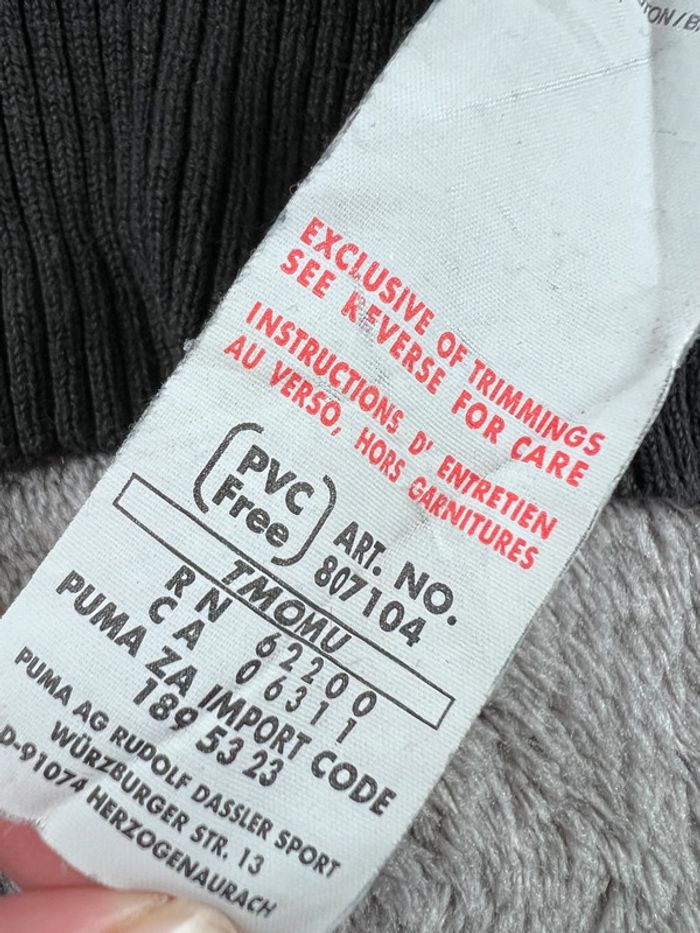 EXCLUSIVE OF TRIMMINGS
SEE REVERSE FOR CARE
INSTRUCTIONS D' ENTRETIEN
AU VERSO, HORS GARNITURES
(PVC Free)
ART. NO.
807104
TMOMU
RN 62200
CA 06311
PUMA ZA IMPORT CODE
189 53 23
PUMA AG RUDOLF DASSLER SPORT
WÜRZBURGER STR. 13
D-91074 HERZOGENAURACH